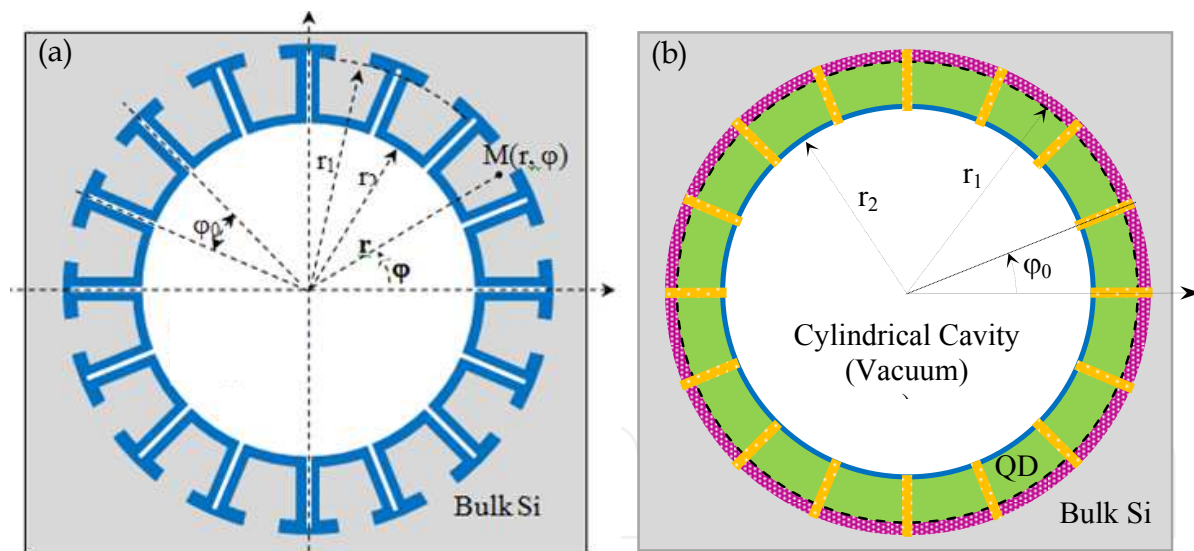 (a)
r₁
r₂
M(r, φ)
φ₀
r
φ
Bulk Si
(b)
r₂
r₁
φ₀
Cylindrical Cavity
(Vacuum)
QD
Bulk Si